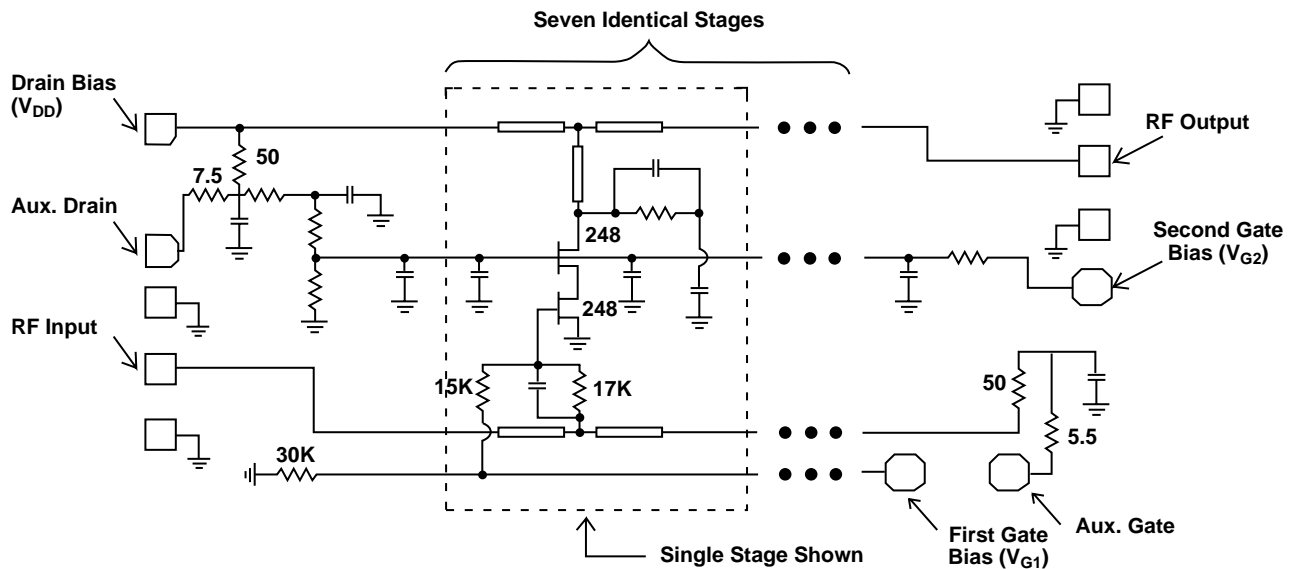 Seven Identical Stages
Drain Bias
(VDD)
RF Output
50
7.5
Aux. Drain
248
Second Gate
Bias (VG2)
248
RF Input
15K
17K
50
5.5
30K
First Gate
Bias (VG1)
Aux. Gate
Single Stage Shown